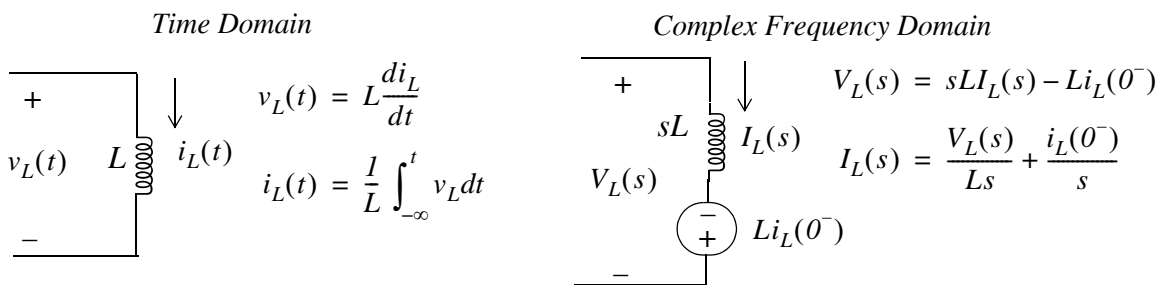 Time Domain
+
v_L(t)
L
i_L(t)
–
v_L(t) = L di_L/dt
i_L(t) = 1/L ∫_{–∞}^{t} v_L dt
Complex Frequency Domain
+
sL
I_L(s)
V_L(s)
–
+
Li_L(0⁻)
–
V_L(s) = sLI_L(s) – Li_L(0⁻)
I_L(s) = V_L(s)/Ls + i_L(0⁻)/s